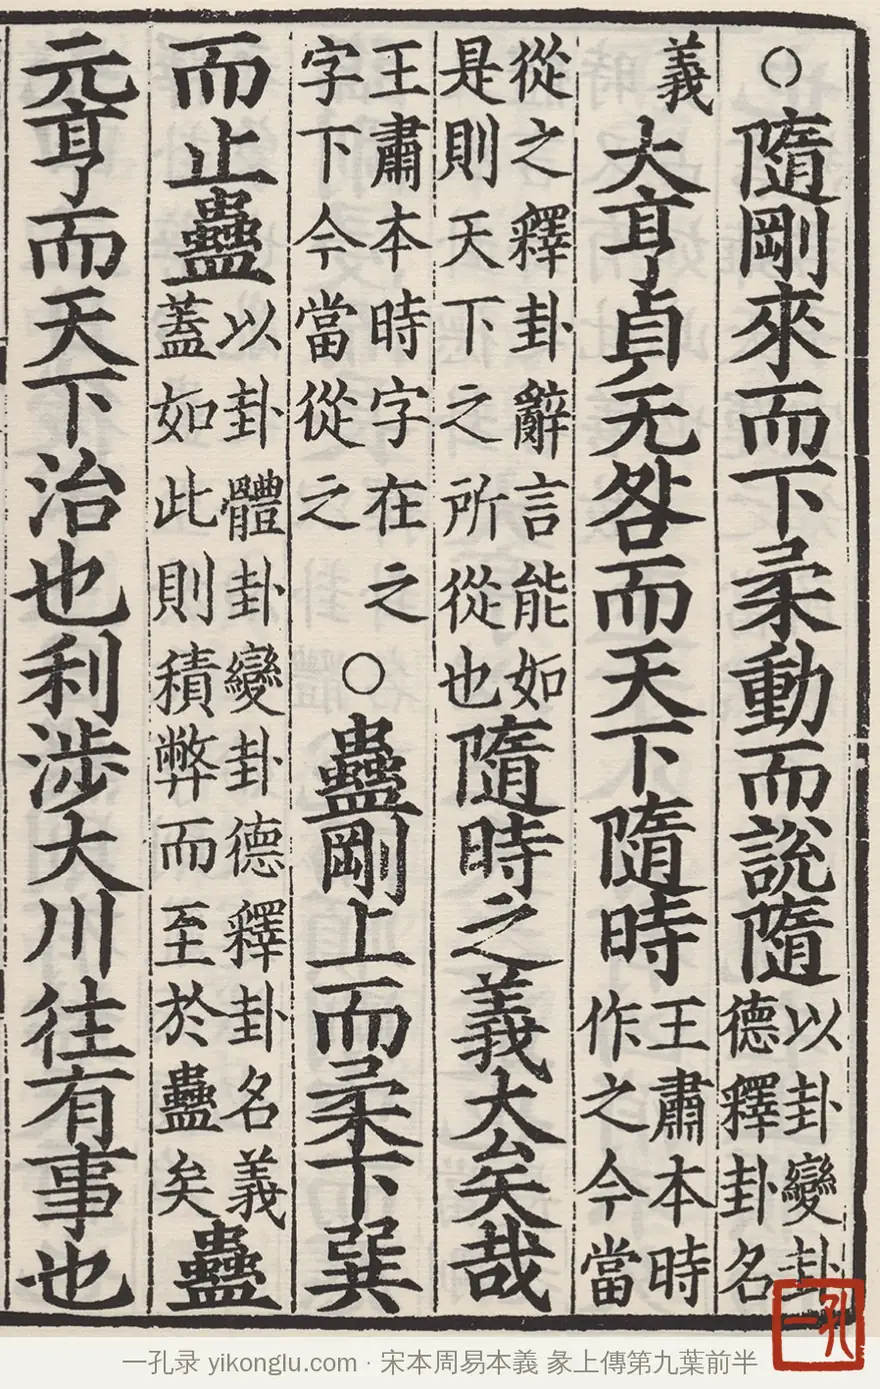 ○隨剛來而下柔動而說隨以卦變卦德釋卦名
義大亨貞无咎而天下隨時王肅本時作之今當
從之釋卦辭言能如是則天下之所從也隨時之義大矣哉
王肅本時字在之字下今當從之○蠱剛上而柔下巽
而止蠱以卦體卦變卦德釋卦名義蓋如此則積弊而至於蠱矣蠱
元亨而天下治也利涉大川往有事也
一孔
一孔录 yikonglu.com · 宋本周易本義 彖上傳第九葉前半